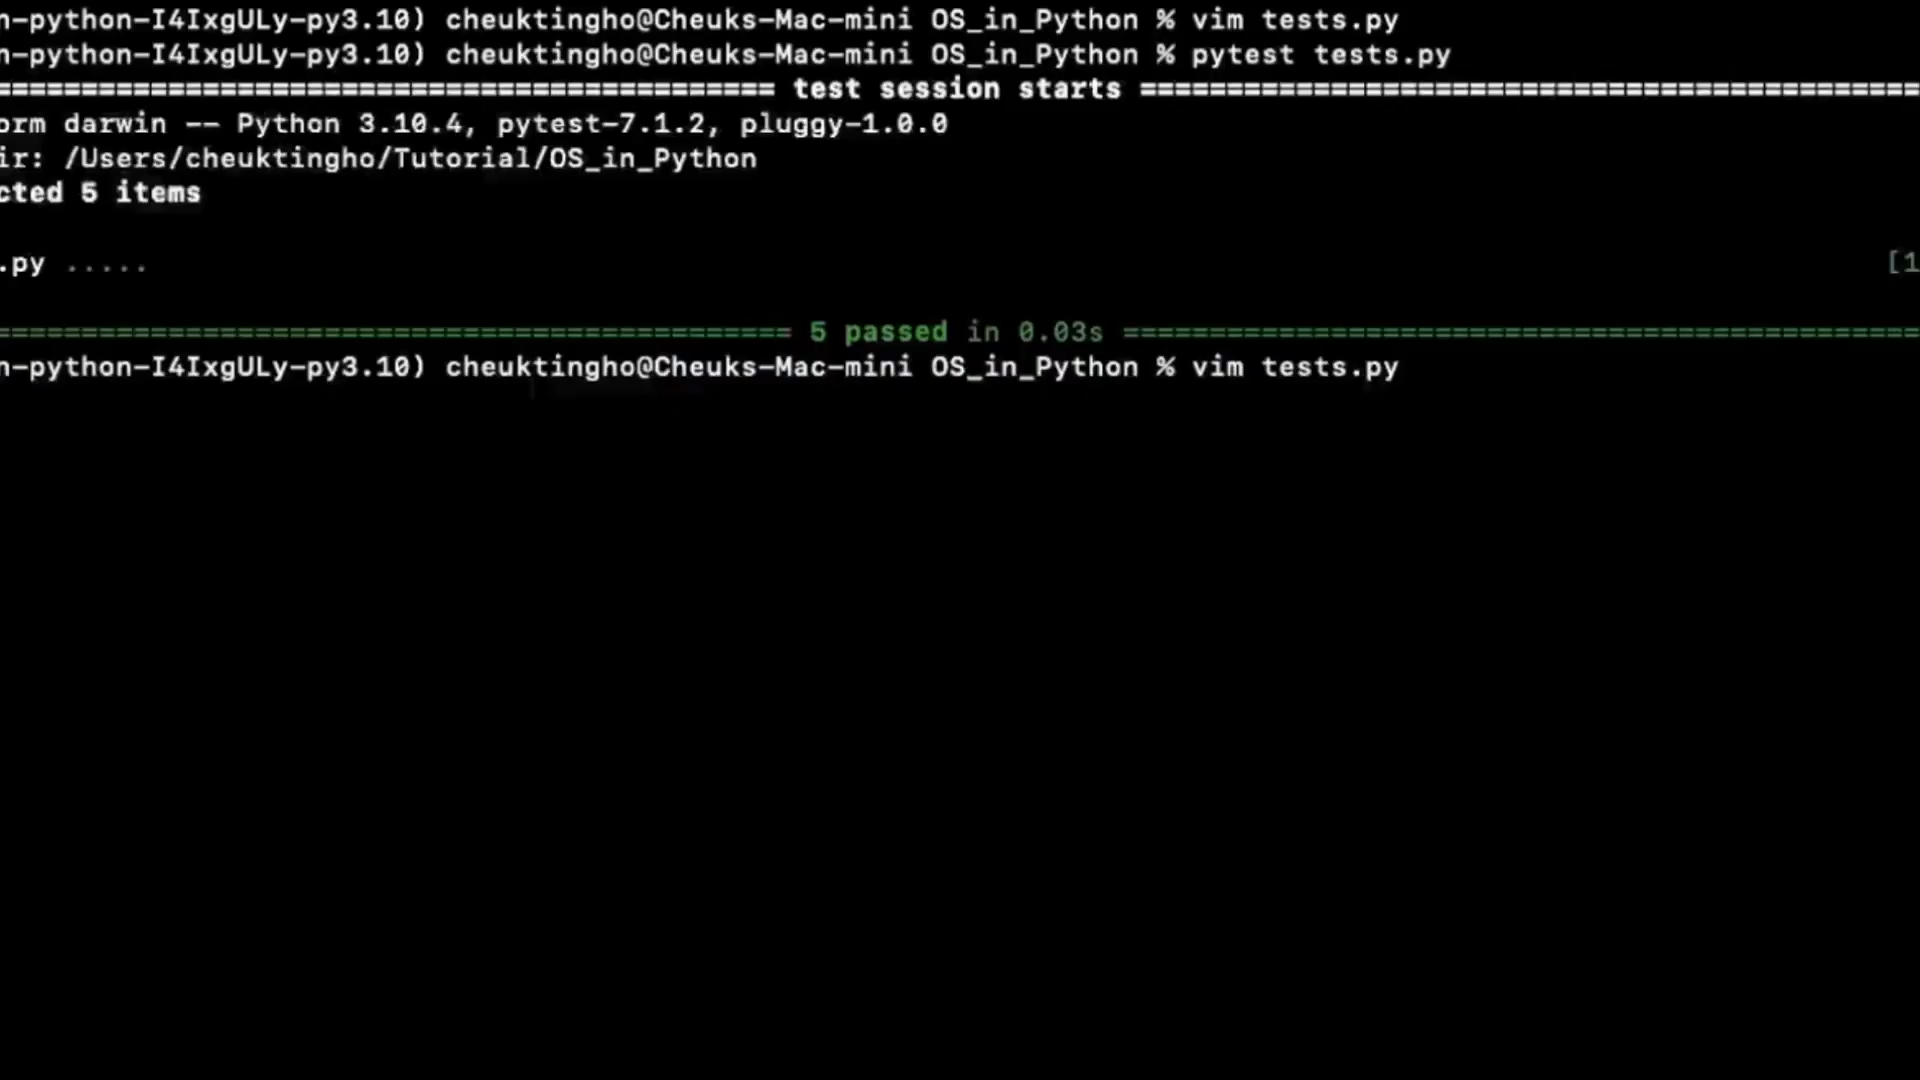 n-python-I4IxgULy-py3.10) cheuktingho@Cheuks-Mac-mini OS_in_Python % vim tests.py
n-python-I4IxgULy-py3.10) cheuktingho@Cheuks-Mac-mini OS_in_Python % pytest tests.py
============================================= test session starts =============================================
orm darwin -- Python 3.10.4, pytest-7.1.2, pluggy-1.0.0
ir: /Users/cheuktingho/Tutorial/OS_in_Python
cted 5 items
.py ..... [1
============================================== 5 passed in 0.03s ==============================================
n-python-I4IxgULy-py3.10) cheuktingho@Cheuks-Mac-mini OS_in_Python % vim tests.py